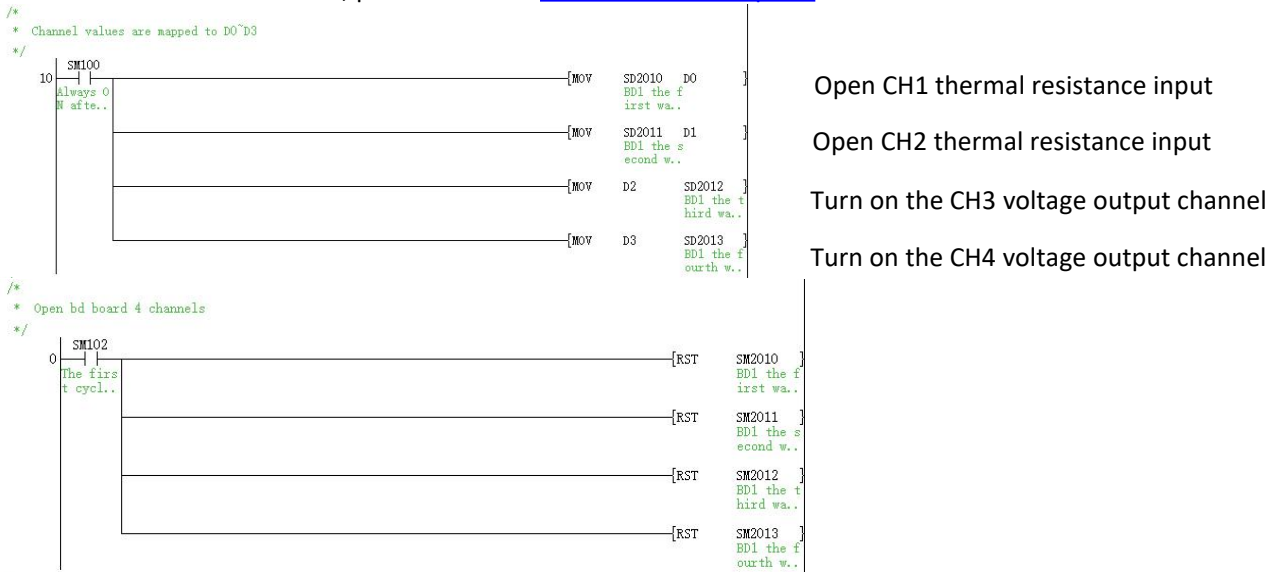 /*
* Channel values are mapped to D0~D3
*/
SM100
10
Always O
N afte..
[MOV SD2010 D0 ]
BD1 the f
irst wa..
Open CH1 thermal resistance input
[MOV SD2011 D1 ]
BD1 the s
econd w..
Open CH2 thermal resistance input
[MOV D2 SD2012 ]
BD1 the t
hird wa..
Turn on the CH3 voltage output channel
[MOV D3 SD2013 ]
BD1 the f
ourth w..
Turn on the CH4 voltage output channel
/*
* Open bd board 4 channels
*/
SM102
0
The firs
t cycl..
[RST SM2010 ]
BD1 the f
irst wa..
[RST SM2011 ]
BD1 the s
econd w..
[RST SM2012 ]
BD1 the t
hird wa..
[RST SM2013 ]
BD1 the f
ourth w..